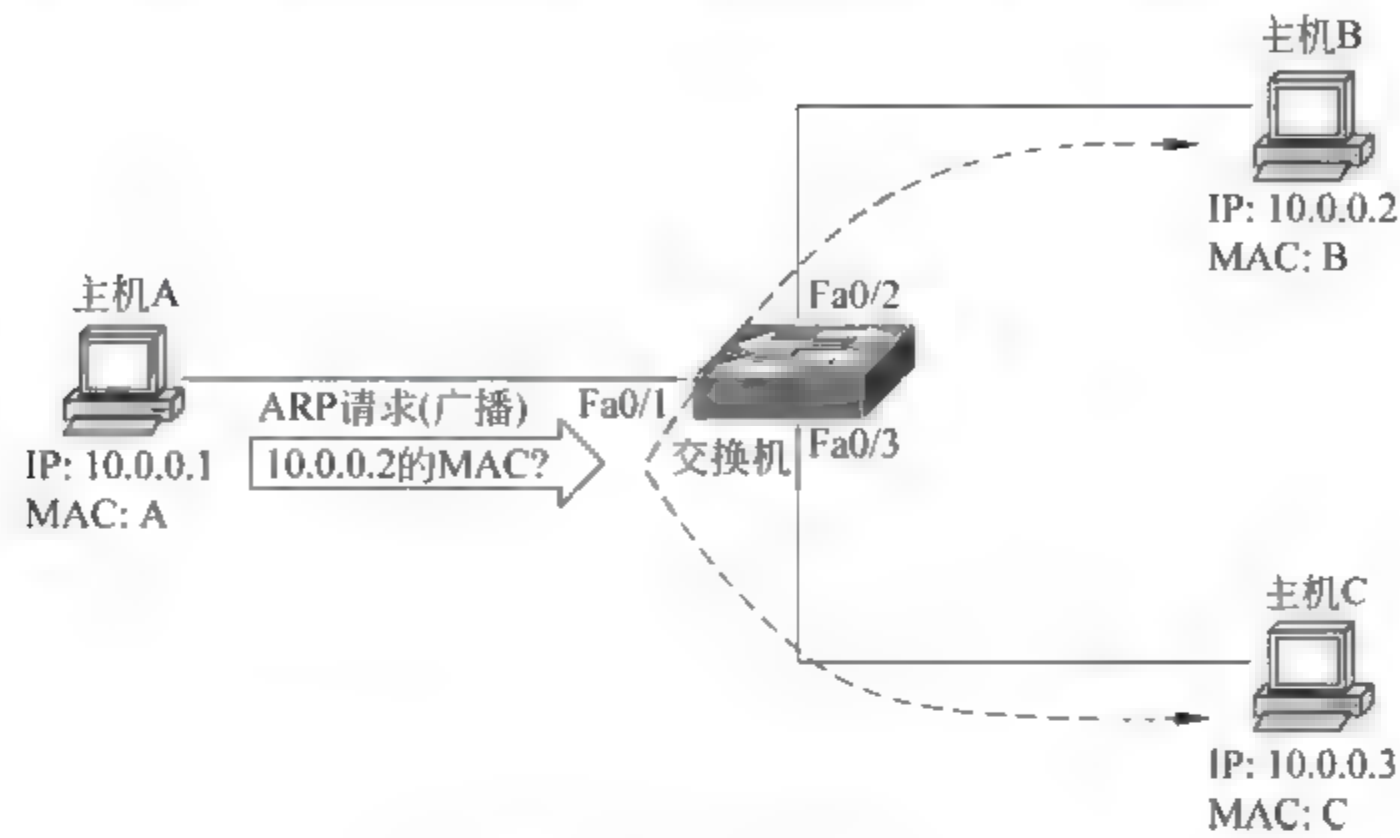 主机B
IP: 10.0.0.2
MAC: B
主机A
IP: 10.0.0.1
MAC: A
ARP请求(广播)
10.0.0.2的MAC?
Fa0/1
Fa0/2
交换机
Fa0/3
主机C
IP: 10.0.0.3
MAC: C